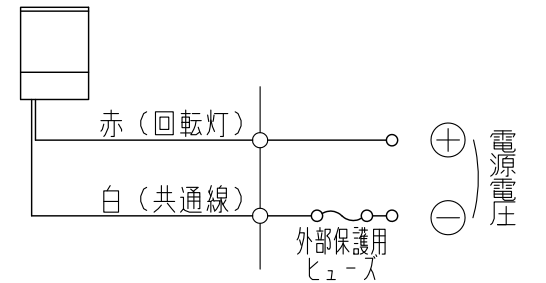 赤（回転灯）
白（共通線）
外部保護用
ヒューズ
＋
－
電源電圧